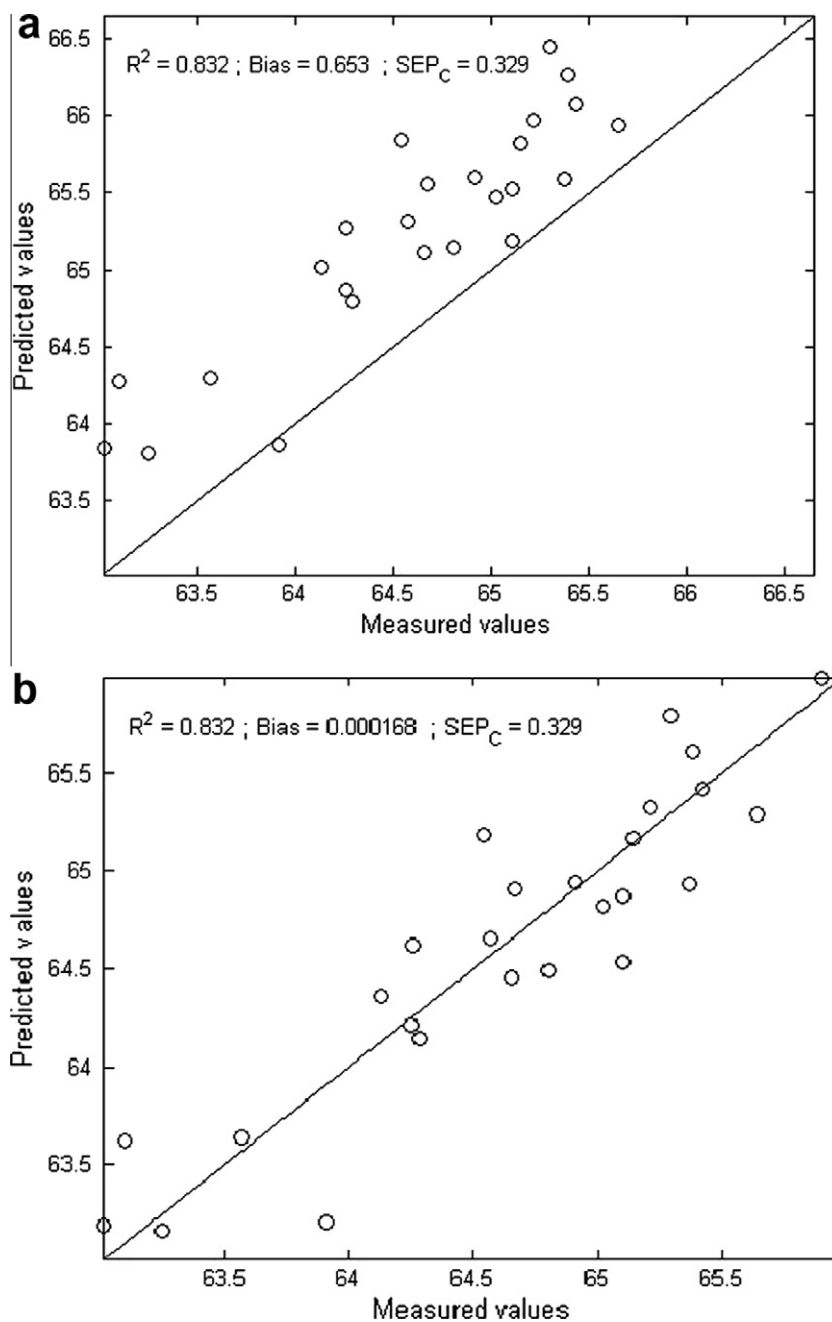 a
R² = 0.832 ; Bias = 0.653 ; SEP_C = 0.329
66.5
66
65.5
65
64.5
64
63.5
Predicted values
63.5 64 64.5 65 65.5 66 66.5
Measured values
b
R² = 0.832 ; Bias = 0.000168 ; SEP_C = 0.329
65.5
65
64.5
64
63.5
Predicted values
63.5 64 64.5 65 65.5
Measured values